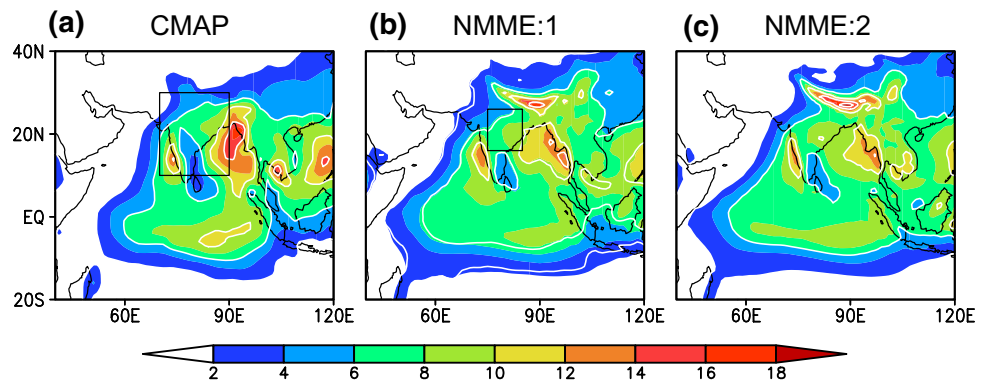 (a) CMAP (b) NMME:1 (c) NMME:2
40N
20N
EQ
20S
60E 90E 120E 60E 90E 120E 60E 90E 120E
2 4 6 8 10 12 14 16 18